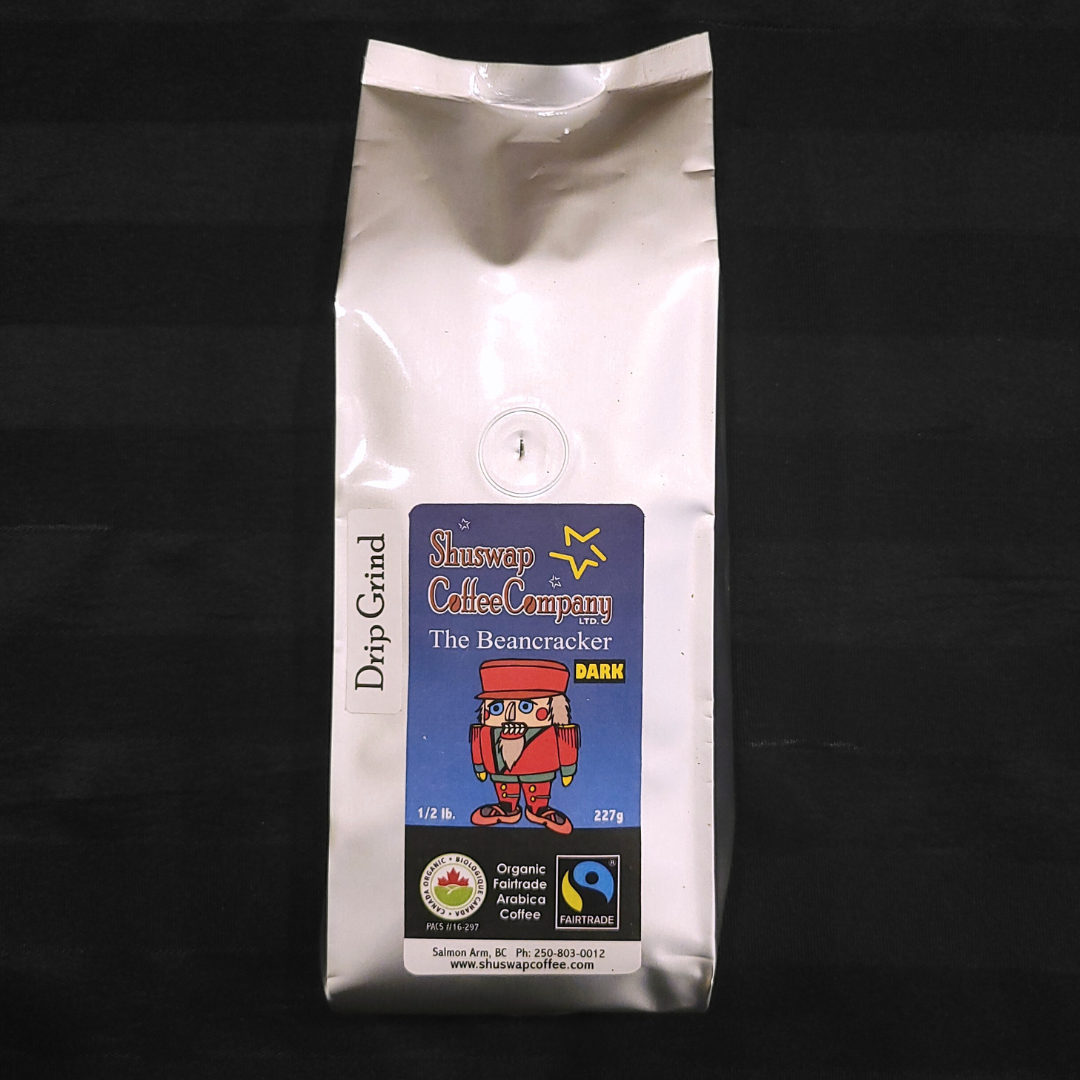 Drip Grind
Shuswap
Coffee Company
LTD.
The Beancracker
DARK
1/2 lb.
227g
CANADA ORGANIC • BIOLOGIQUE CANADA •
PACS #16-297
Organic
Fairtrade
Arabica
Coffee
®
FAIRTRADE
Salmon Arm, BC Ph: 250-803-0012
www.shuswapcoffee.com